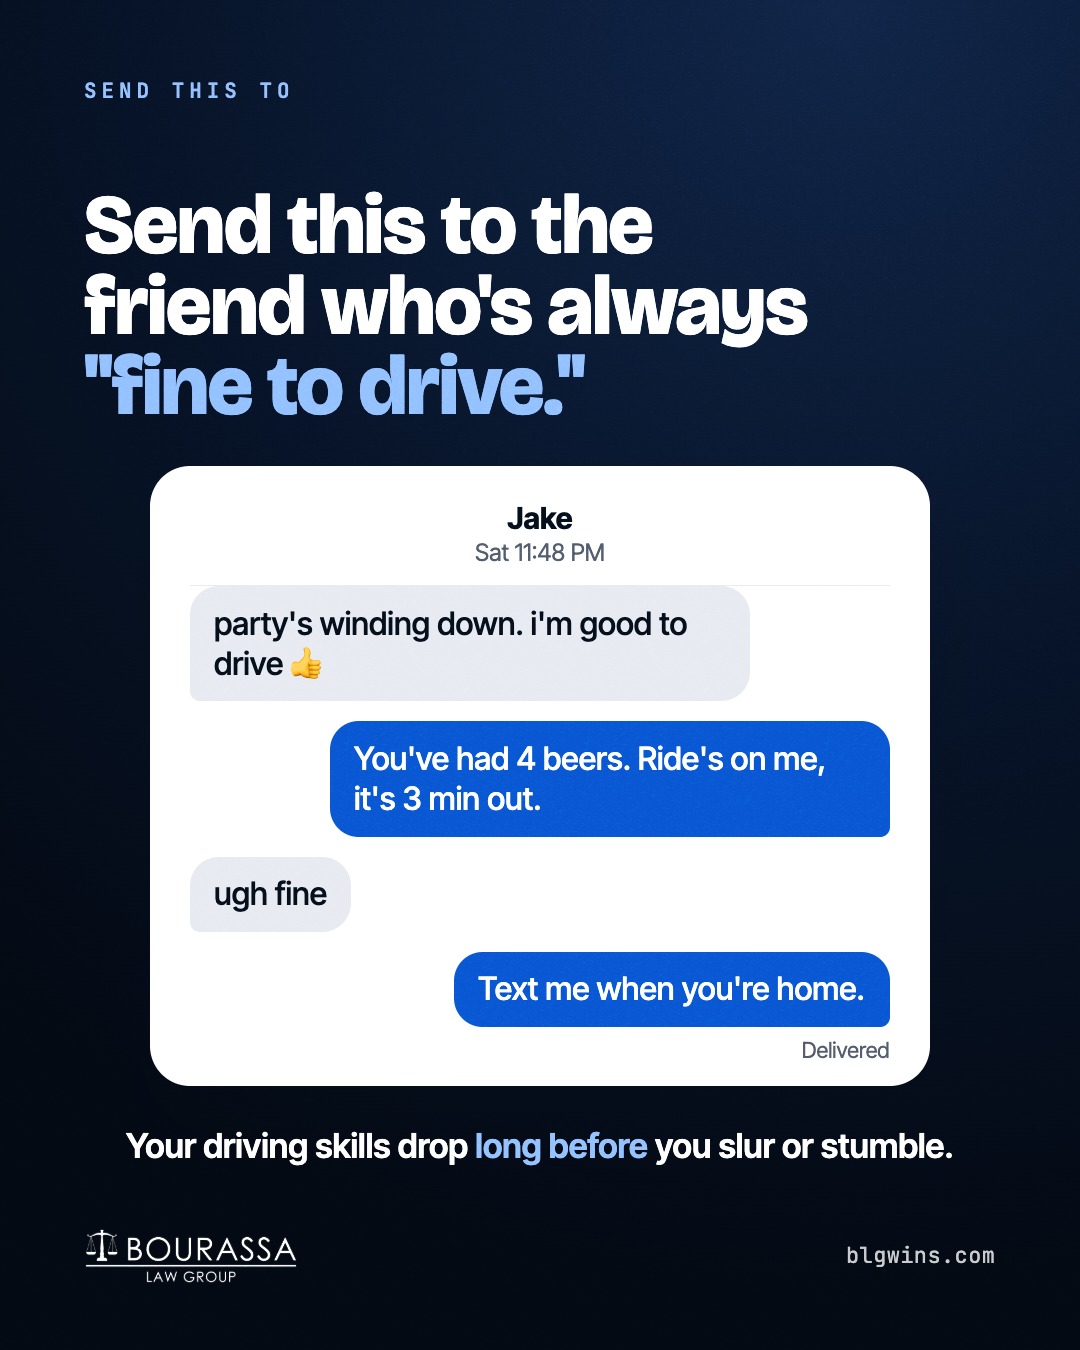 SEND THIS TO
Send this to the
friend who's always
"fine to drive."
Jake
Sat 11:48 PM
party's winding down. i'm good to
drive 👍
You've had 4 beers. Ride's on me,
it's 3 min out.
ugh fine
Text me when you're home.
Delivered
Your driving skills drop long before you slur or stumble.
BOURASSA
LAW GROUP
blgwins.com